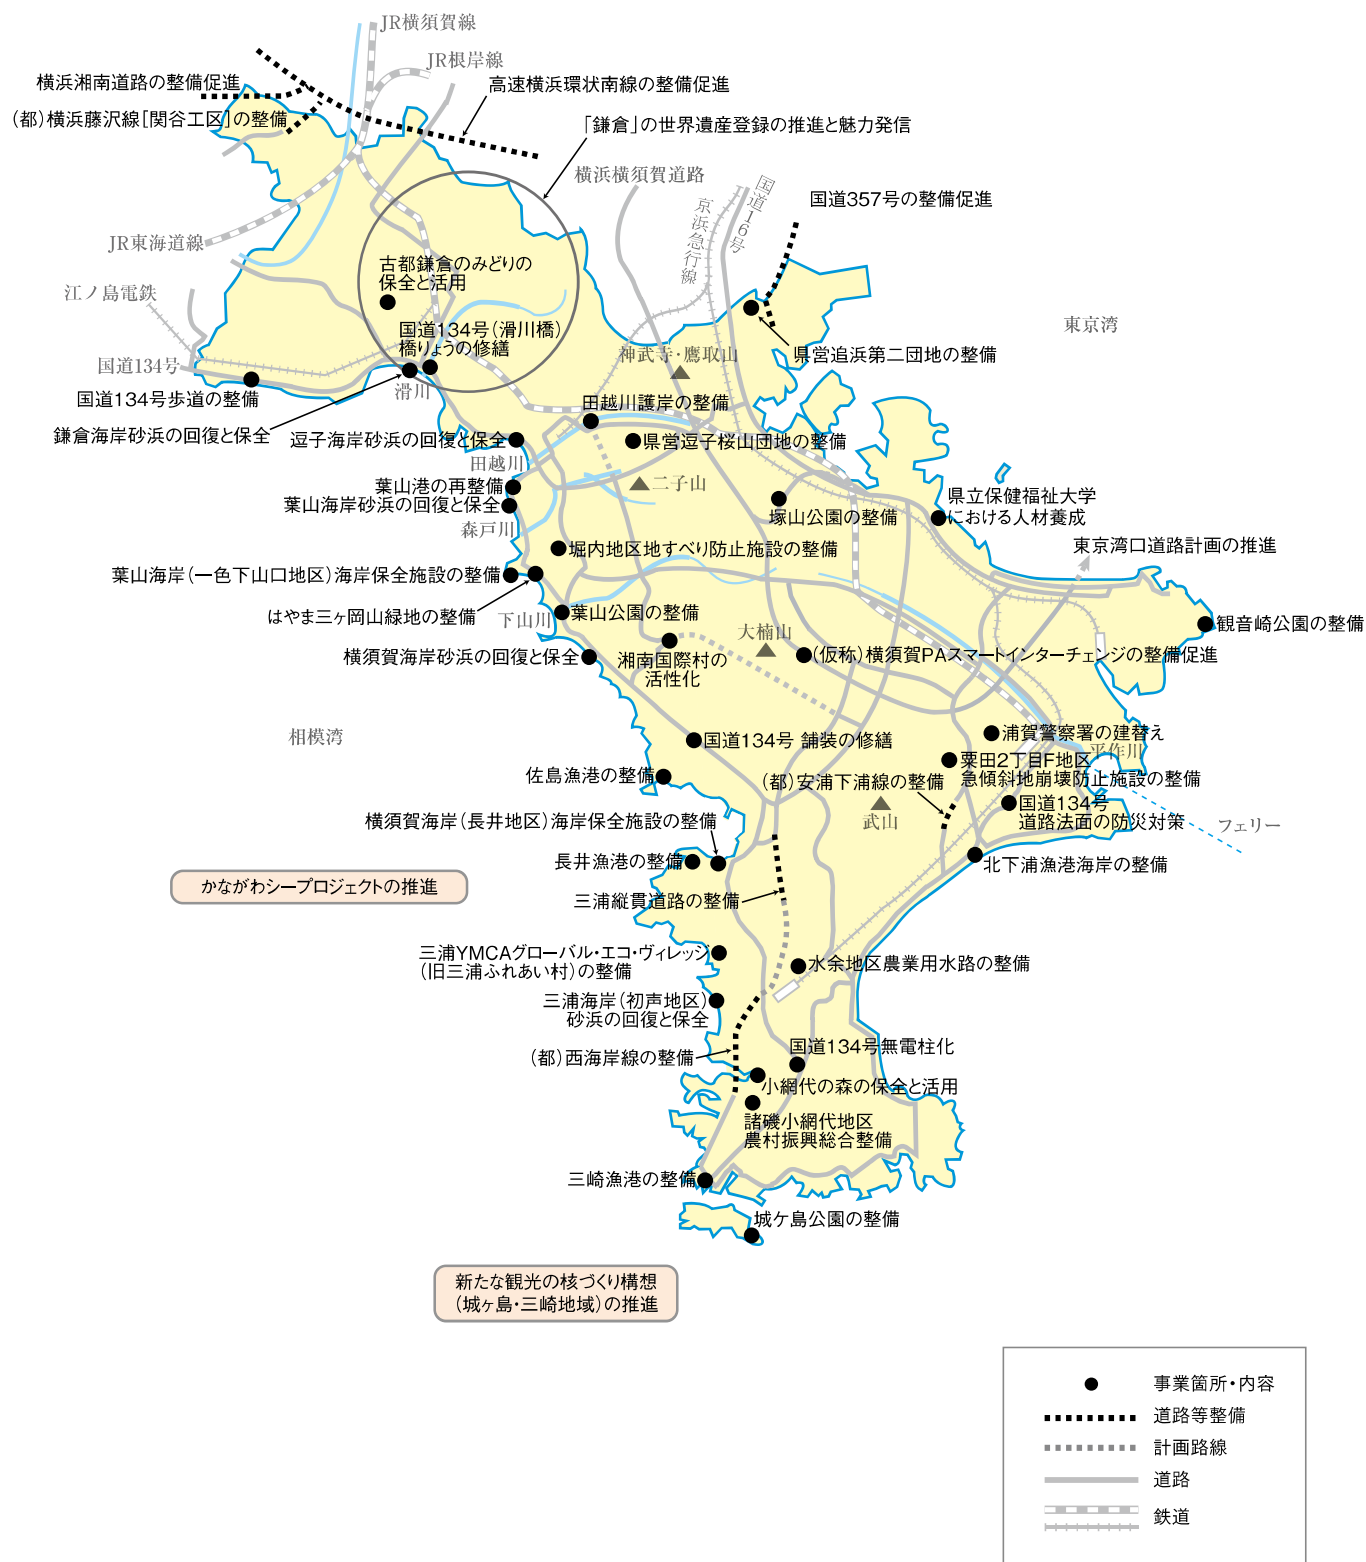 JR横須賀線
JR根岸線
横浜湘南道路の整備促進
高速横浜環状南線の整備促進
(都)横浜藤沢線[関谷工区]の整備
「鎌倉」の世界遺産登録の推進と魅力発信
横浜横須賀道路
国道16号
京浜急行線
国道357号の整備促進
JR東海道線
古都鎌倉のみどりの
保全と活用
江ノ島電鉄
東京湾
国道134号(滑川橋)
橋りょうの修繕
神武寺・鷹取山
県営追浜第二団地の整備
国道134号
滑川
国道134号歩道の整備
田越川護岸の整備
鎌倉海岸砂浜の回復と保全
逗子海岸砂浜の回復と保全
県営逗子桜山団地の整備
田越川
葉山港の再整備
二子山
葉山海岸砂浜の回復と保全
県立保健福祉大学
における人材養成
塚山公園の整備
森戸川
堀内地区地すべり防止施設の整備
東京湾口道路計画の推進
葉山海岸(一色下山口地区)海岸保全施設の整備
はやま三ヶ岡山緑地の整備
下山川
葉山公園の整備
観音崎公園の整備
大楠山
横須賀海岸砂浜の回復と保全
湘南国際村の
活性化
(仮称)横須賀PAスマートインターチェンジの整備促進
相模湾
国道134号 舗装の修繕
浦賀警察署の建替え
平作川
粟田2丁目F地区
急傾斜地崩壊防止施設の整備
佐島漁港の整備
(都)安浦下浦線の整備
国道134号
道路法面の防災対策
武山
フェリー
横須賀海岸(長井地区)海岸保全施設の整備
長井漁港の整備
北下浦漁港海岸の整備
かながわシープロジェクトの推進
三浦縦貫道路の整備
三浦YMCAグローバル・エコ・ヴィレッジ
(旧三浦ふれあい村)の整備
水余地区農業用水路の整備
三浦海岸(初声地区)
砂浜の回復と保全
国道134号無電柱化
(都)西海岸線の整備
小網代の森の保全と活用
諸磯小網代地区
農村振興総合整備
三崎漁港の整備
城ケ島公園の整備
新たな観光の核づくり構想
(城ヶ島・三崎地域)の推進
事業箇所・内容
道路等整備
計画路線
道路
鉄道